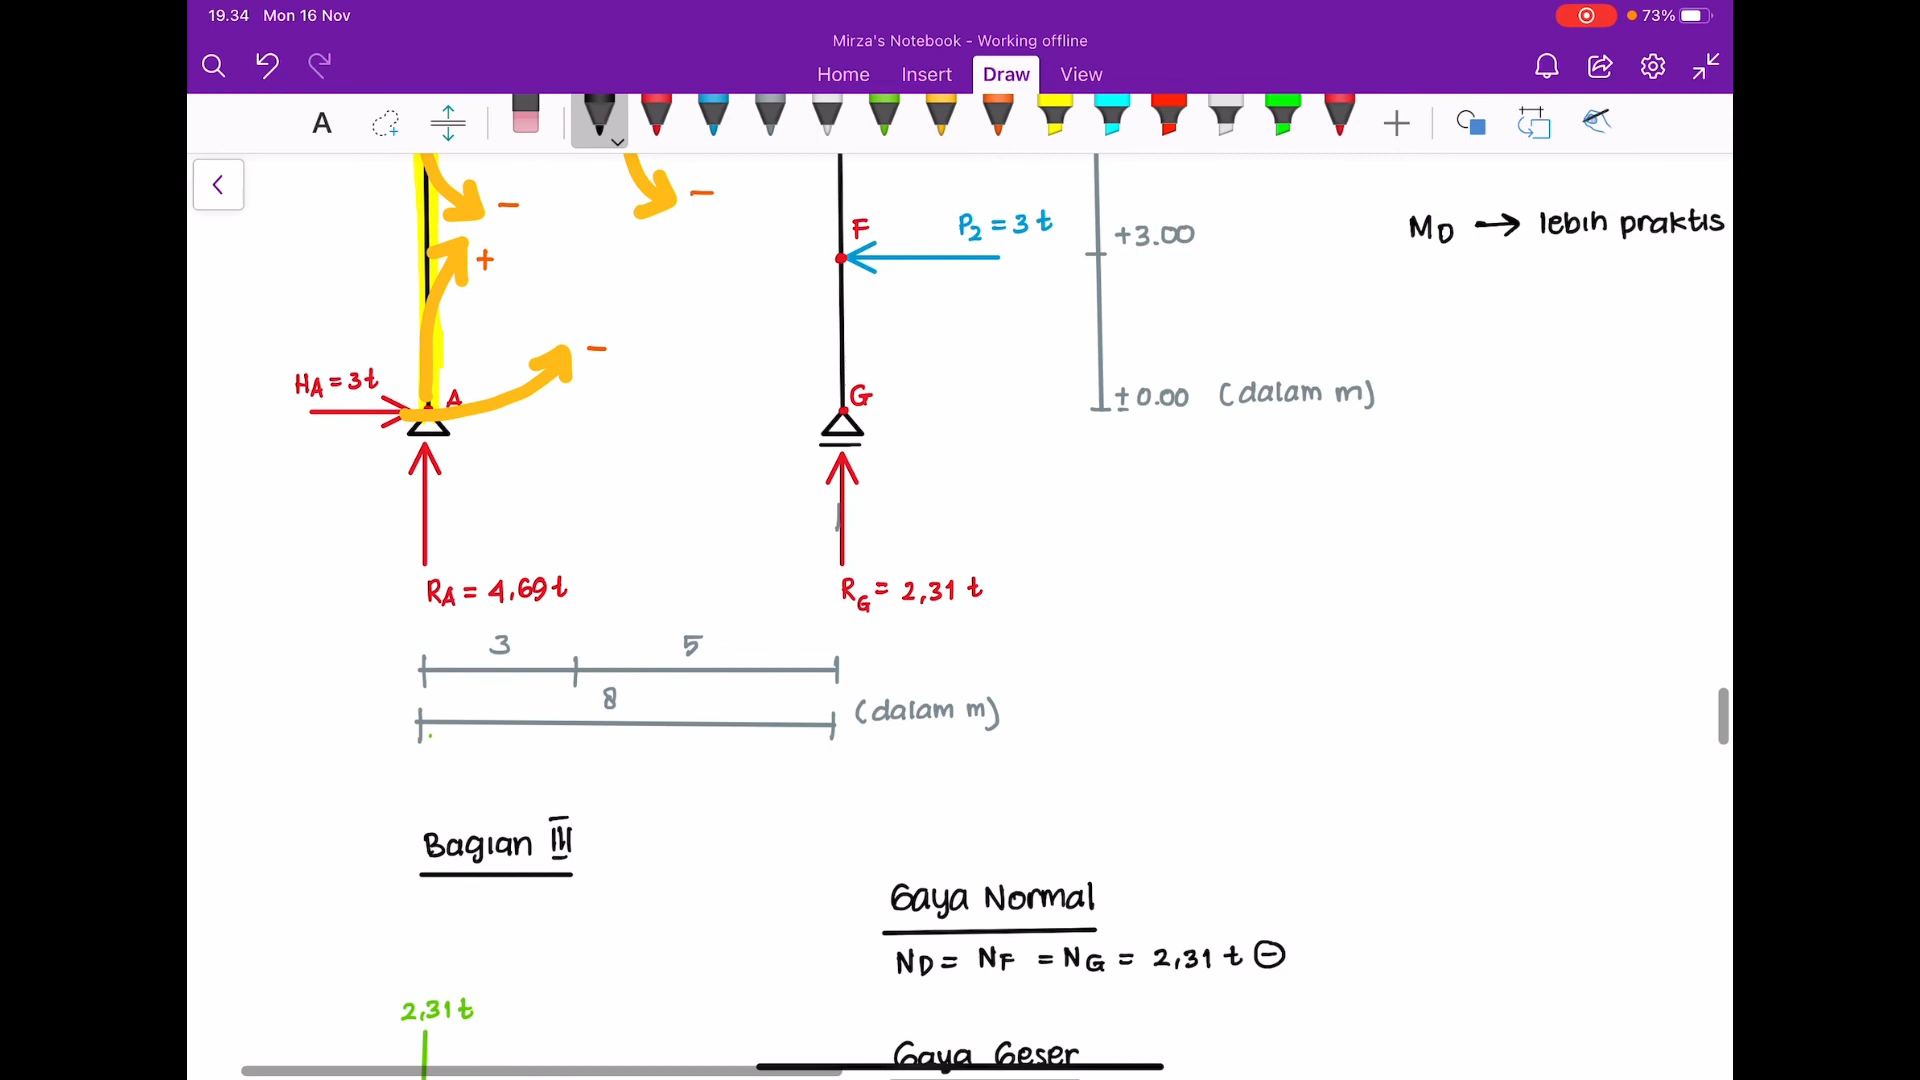 19.34 Mon 16 Nov
73%
Mirza's Notebook - Working offline
Home Insert Draw View
A
-
-
+
-
F
P2 = 3 t
+3.00
MD → lebih praktis
HA = 3t
A
G
± 0.00 (dalam m)
RA = 4,69 t
RG = 2,31 t
3
5
8
(dalam m)
Bagian III
Gaya Normal
ND = NF = NG = 2,31 t ⊖
2,31 t
Gaya Geser